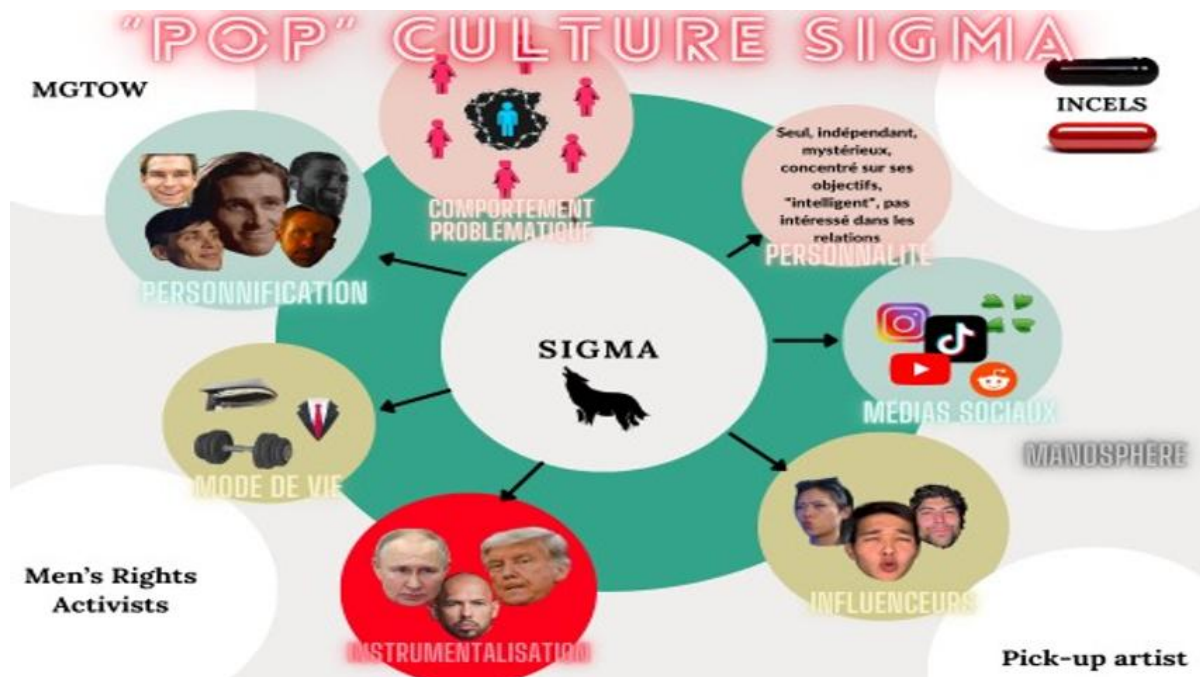 "POP" CULTURE SIGMA
MGTOW
INCELS
Seul, indépendant,
mystérieux,
concentré sur ses
objectifs,
"intelligent", pas
intéressé dans les
relations
PERSONNALITÉ
COMPORTEMENT
PROBLÉMATIQUE
PERSONNIFICATION
SIGMA
MÉDIAS SOCIAUX
MANOSPHÈRE
MODE DE VIE
INFLUENCEURS
Men's Rights
Activists
INSTRUMENTALISATION
Pick-up artist